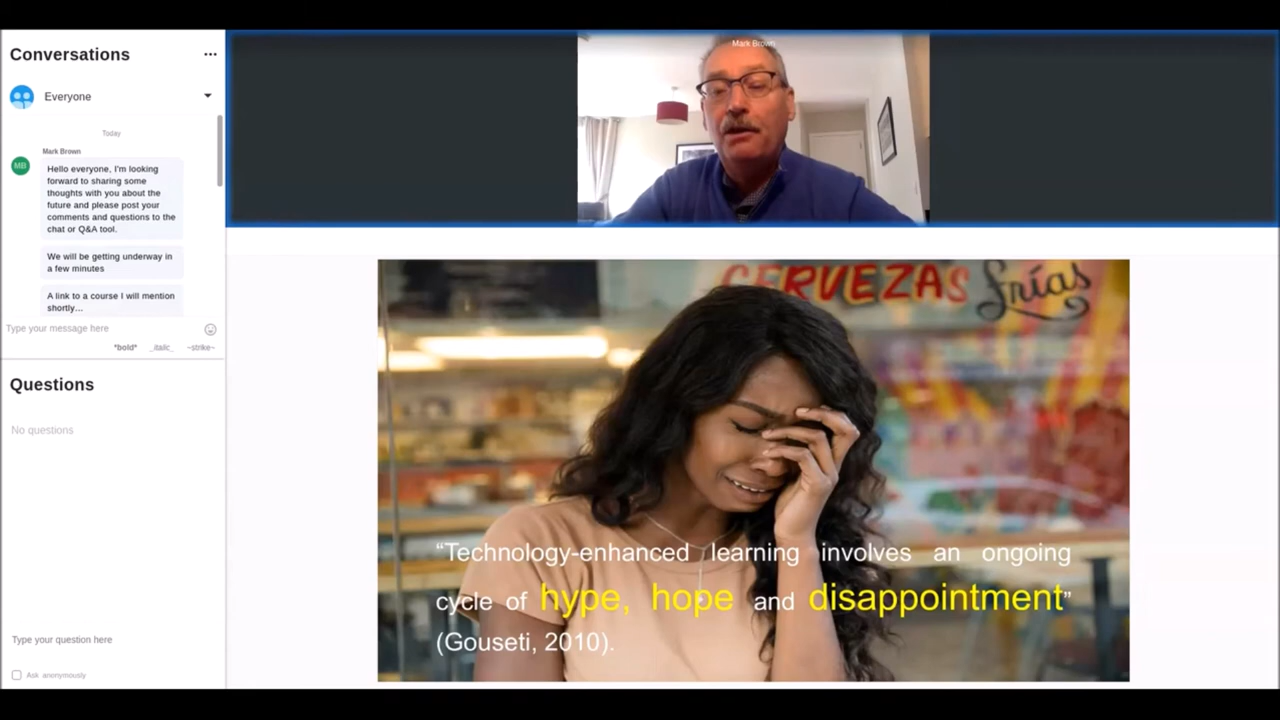 Conversations
Everyone
Today
Mark Brown
MB
Hello everyone, I'm looking
forward to sharing some
thoughts with you about the
future and please post your
comments and questions to the
chat or Q&A tool.
We will be getting underway in
a few minutes
A link to a course I will mention
shortly...
Type your message here
*bold* _italic_ ~strike~
Questions
No questions
Type your question here
Ask anonymously
Mark Brown
CERVEZAS frías
“Technology-enhanced learning involves an ongoing
cycle of hype, hope and disappointment”
(Gouseti, 2010).